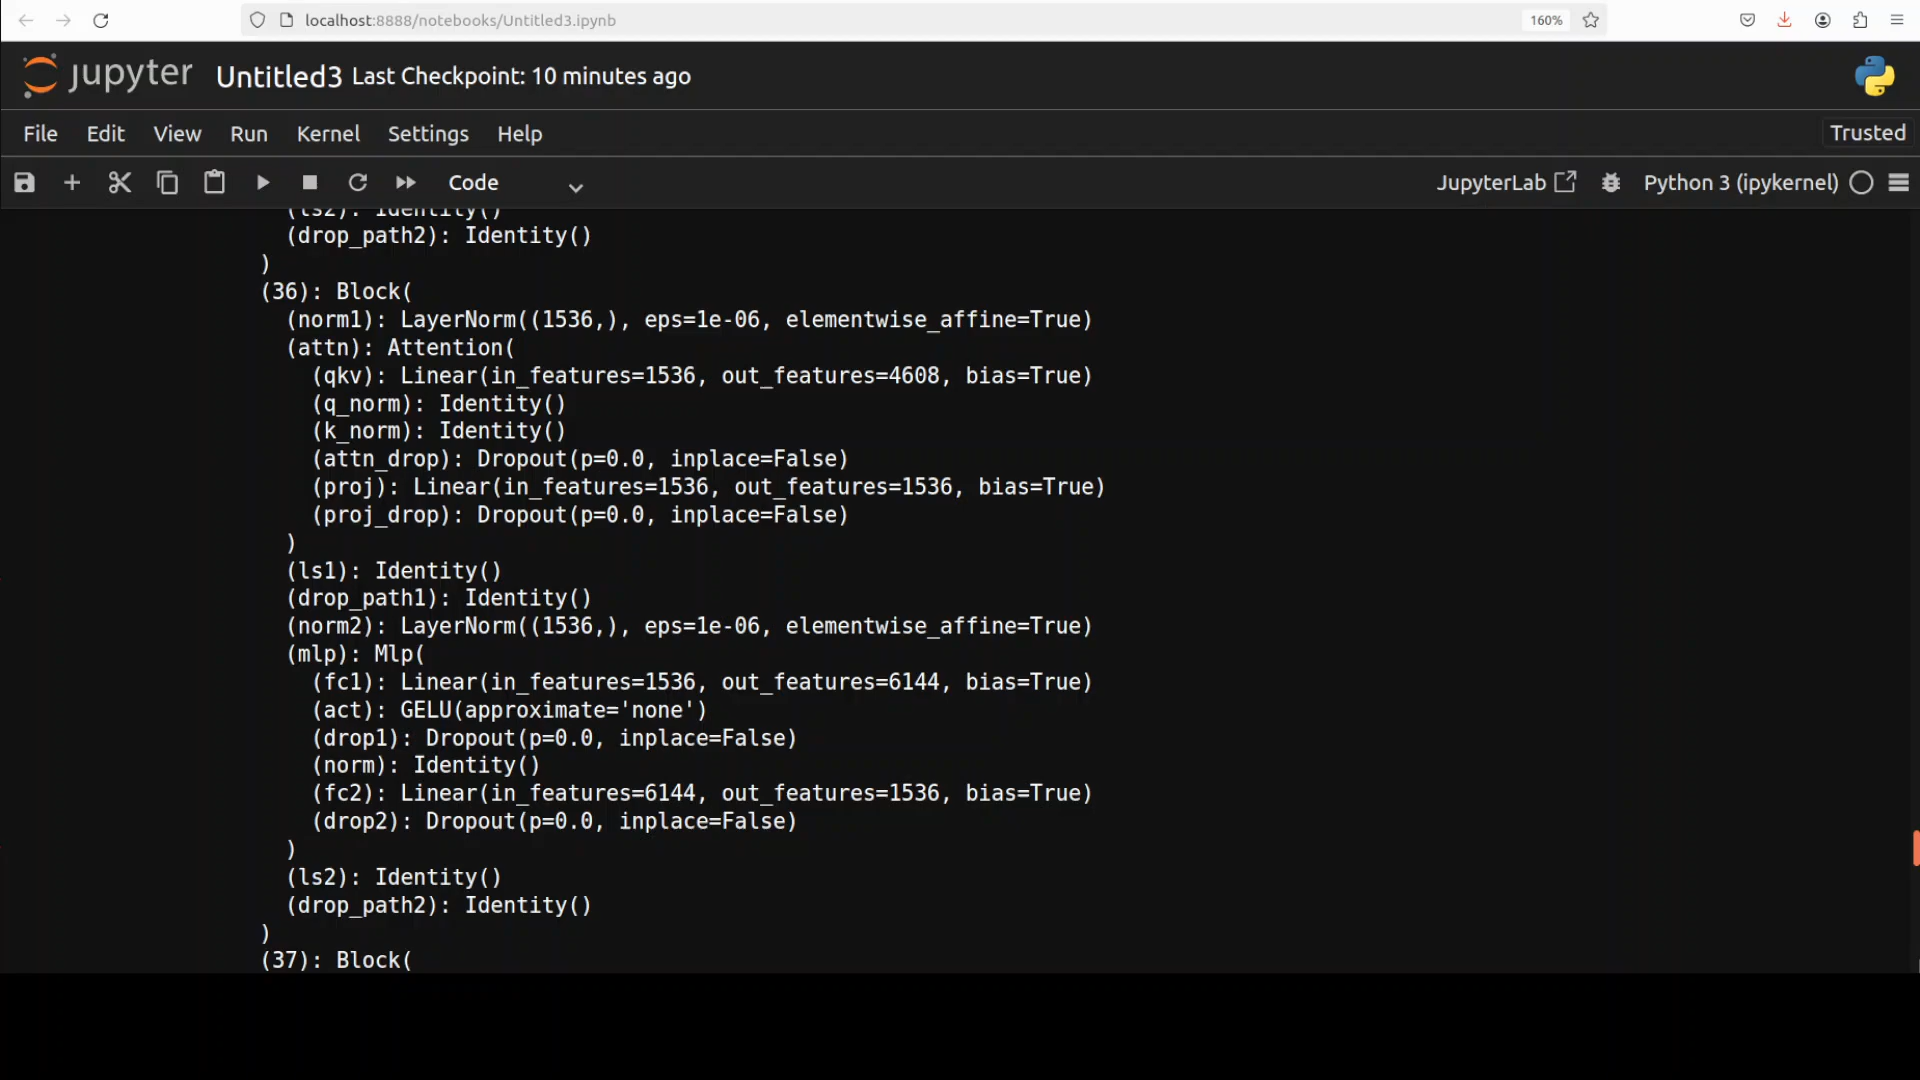 localhost:8888/notebooks/Untitled3.ipynb
160%
jupyter Untitled3 Last Checkpoint: 10 minutes ago
File Edit View Run Kernel Settings Help
Trusted
Code
JupyterLab
Python 3 (ipykernel)
(ls2): Identity()
(drop_path2): Identity()
)
(36): Block(
(norm1): LayerNorm((1536,), eps=1e-06, elementwise_affine=True)
(attn): Attention(
(qkv): Linear(in_features=1536, out_features=4608, bias=True)
(q_norm): Identity()
(k_norm): Identity()
(attn_drop): Dropout(p=0.0, inplace=False)
(proj): Linear(in_features=1536, out_features=1536, bias=True)
(proj_drop): Dropout(p=0.0, inplace=False)
)
(ls1): Identity()
(drop_path1): Identity()
(norm2): LayerNorm((1536,), eps=1e-06, elementwise_affine=True)
(mlp): Mlp(
(fc1): Linear(in_features=1536, out_features=6144, bias=True)
(act): GELU(approximate='none')
(drop1): Dropout(p=0.0, inplace=False)
(norm): Identity()
(fc2): Linear(in_features=6144, out_features=1536, bias=True)
(drop2): Dropout(p=0.0, inplace=False)
)
(ls2): Identity()
(drop_path2): Identity()
)
(37): Block(